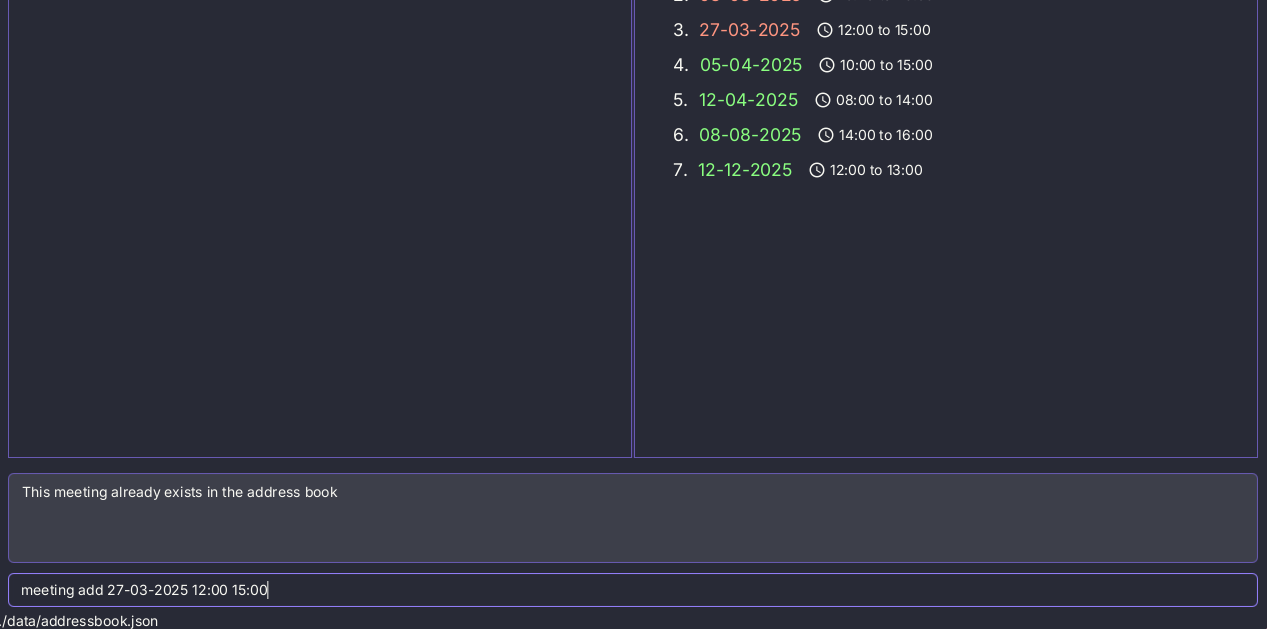 3. 27-03-2025 12:00 to 15:00
4. 05-04-2025 10:00 to 15:00
5. 12-04-2025 08:00 to 14:00
6. 08-08-2025 14:00 to 16:00
7. 12-12-2025 12:00 to 13:00
This meeting already exists in the address book
meeting add 27-03-2025 12:00 15:00
./data/addressbook.json